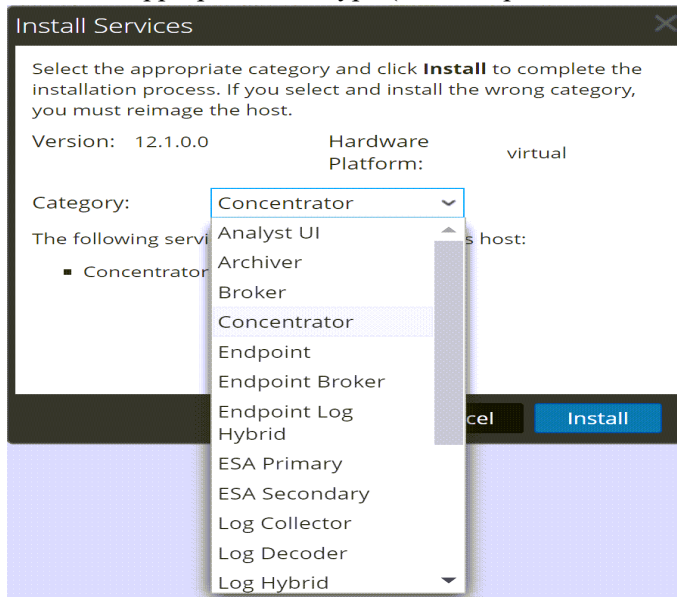 Install Services
Select the appropriate category and click Install to complete the
installation process. If you select and install the wrong category,
you must reimage the host.
Version: 12.1.0.0
Hardware
Platform:
virtual
Category:
Concentrator
The following servi
s host:
Concentrator
Analyst UI
Archiver
Broker
Concentrator
Endpoint
Endpoint Broker
Endpoint Log
Hybrid
ESA Primary
ESA Secondary
Log Collector
Log Decoder
Log Hybrid
cel
Install